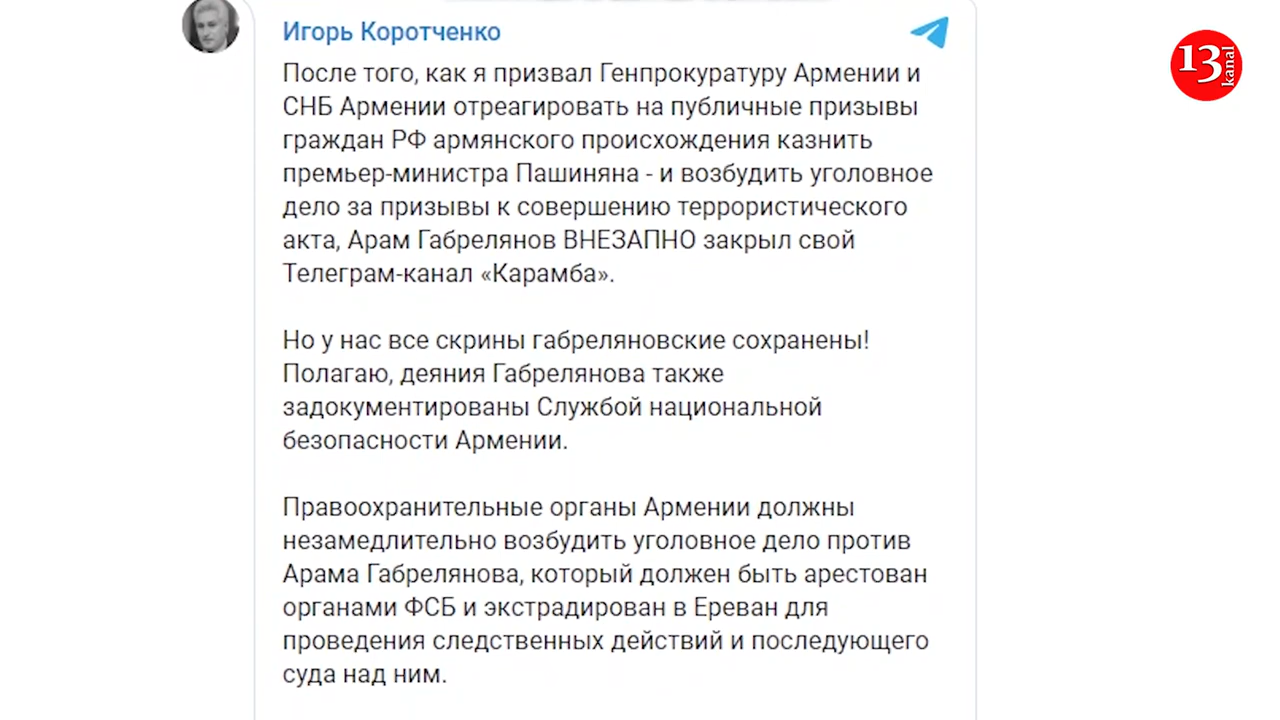 Игорь Коротченко
13 kanal
После того, как я призвал Генпрокуратуру Армении и
СНБ Армении отреагировать на публичные призывы
граждан РФ армянского происхождения казнить
премьер-министра Пашиняна - и возбудить уголовное
дело за призывы к совершению террористического
акта, Арам Габрелянов ВНЕЗАПНО закрыл свой
Телеграм-канал «Карамба».
Но у нас все скрины габреляновские сохранены!
Полагаю, деяния Габрелянова также
задокументированы Службой национальной
безопасности Армении.
Правоохранительные органы Армении должны
незамедлительно возбудить уголовное дело против
Арама Габрелянова, который должен быть арестован
органами ФСБ и экстрадирован в Ереван для
проведения следственных действий и последующего
суда над ним.